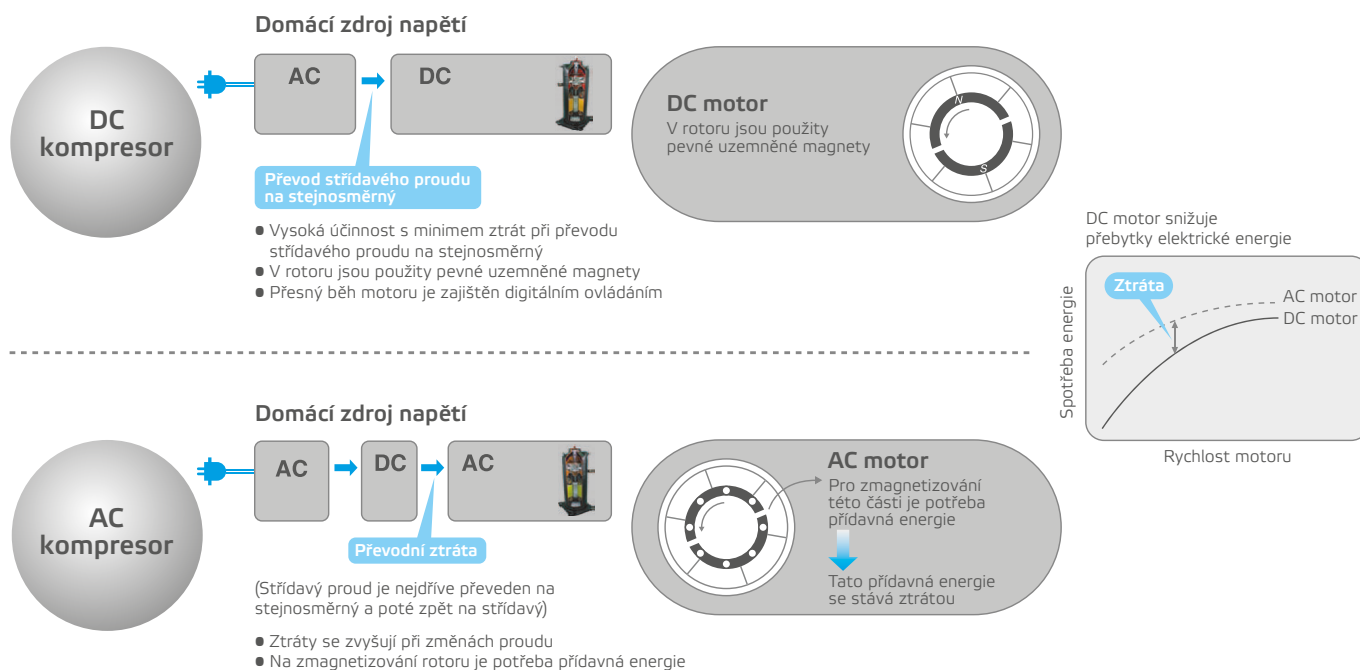 Domácí zdroj napětí
DC
kompresor
AC
DC
Převod střídavého proudu
na stejnosměrný
● Vysoká účinnost s minimem ztrát při převodu
střídavého proudu na stejnosměrný
● V rotoru jsou použity pevné uzemněné magnety
● Přesný běh motoru je zajištěn digitálním ovládáním
DC motor
V rotoru jsou použity
pevné uzemněné magnety
N
S
DC motor snižuje
přebytky elektrické energie
Spotřeba energie
Ztráta
AC motor
DC motor
Rychlost motoru
Domácí zdroj napětí
AC
kompresor
AC
DC
AC
Převodní ztráta
(Střídavý proud je nejdříve převeden na
stejnosměrný a poté zpět na střídavý)
● Ztráty se zvyšují při změnách proudu
● Na zmagnetizování rotoru je potřeba přídavná energie
AC motor
Pro zmagnetizování
této části je potřeba
přídavná energie
Tato přídavná energie
se stává ztrátou